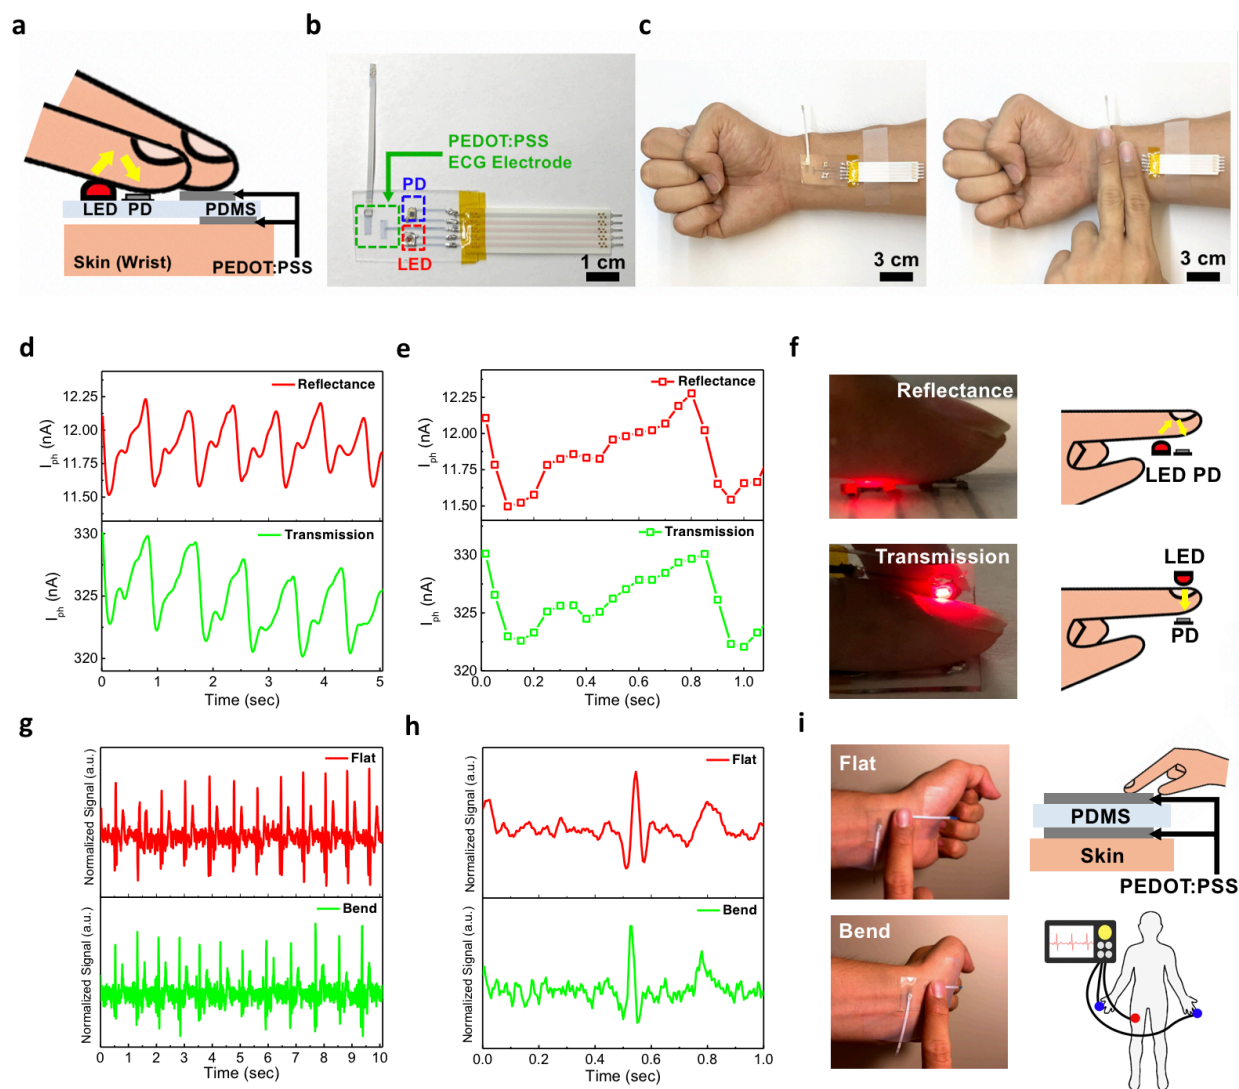 a
LED
PD
PDMS
Skin (Wrist)
PEDOT:PSS
b
PEDOT:PSS
ECG Electrode
PD
LED
1 cm
c
3 cm
3 cm
d
Reflectance
12.25
12.00
11.75
11.50
Iph (nA)
Transmission
330
325
320
Iph (nA)
0 1 2 3 4 5
Time (sec)
e
Reflectance
12.25
12.00
11.75
11.50
Iph (nA)
Transmission
330
325
320
Iph (nA)
0.0 0.2 0.4 0.6 0.8 1.0
Time (sec)
f
Reflectance
LED PD
Transmission
LED
PD
g
Flat
Normalized Signal (a.u.)
Bend
Normalized Signal (a.u.)
0 1 2 3 4 5 6 7 8 9 10
Time (sec)
h
Flat
Normalized Signal (a.u.)
Bend
Normalized Signal (a.u.)
0.0 0.2 0.4 0.6 0.8 1.0
Time (sec)
i
Flat
PDMS
Skin
PEDOT:PSS
Bend